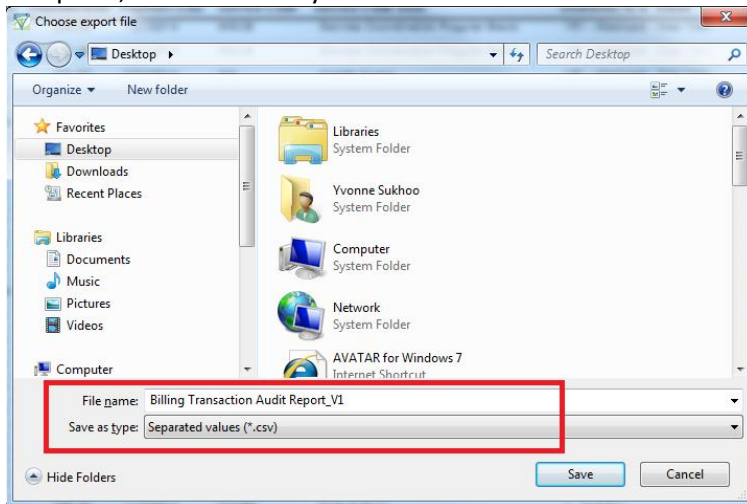 Choose export file
Desktop
Search Desktop
Organize New folder
Favorites
Desktop
Downloads
Recent Places
Libraries
Documents
Music
Pictures
Videos
Computer
Libraries
System Folder
Yvonne Sukhoo
System Folder
Computer
System Folder
Network
System Folder
AVATAR for Windows 7
Internet Shortcut
File name: Billing Transaction Audit Report_V1
Save as type: Separated values (*.csv)
Hide Folders Save Cancel